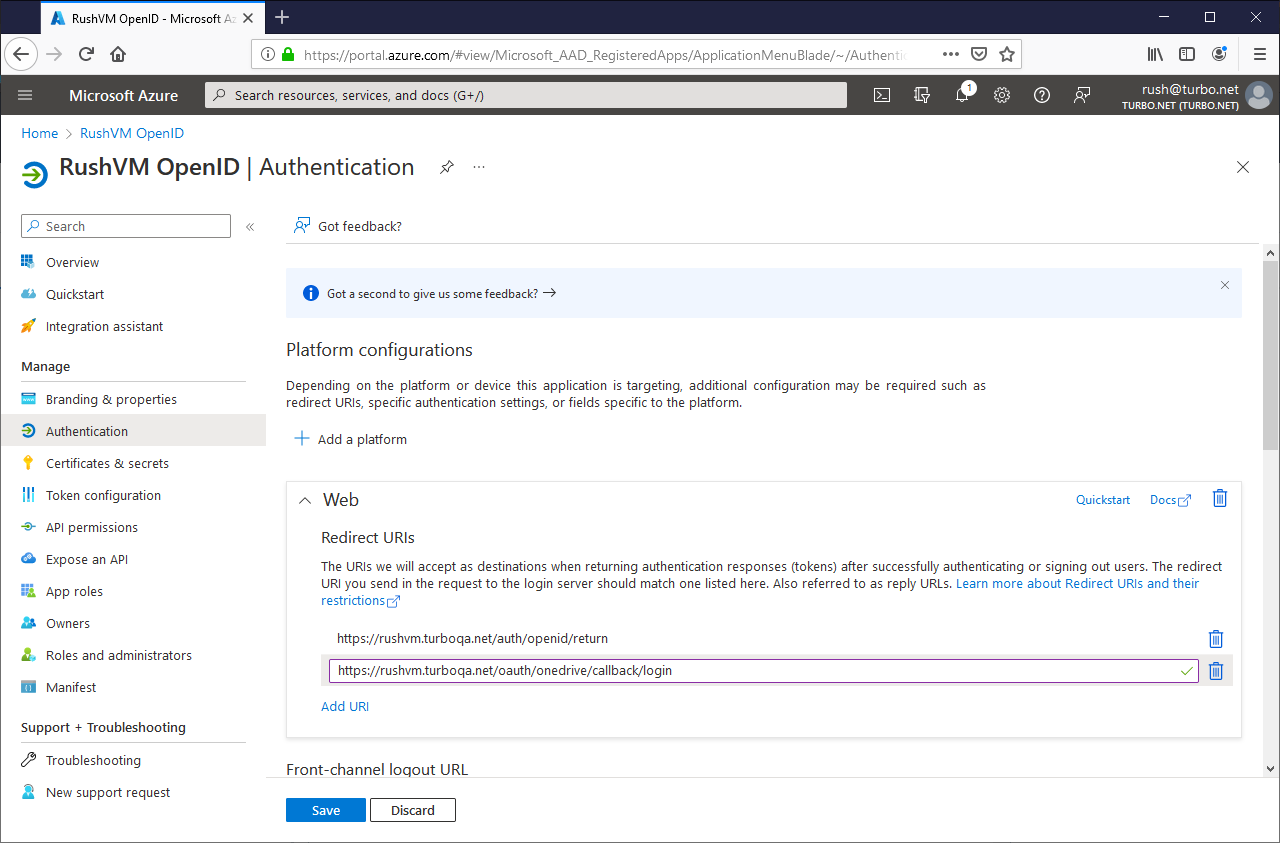 RushVM OpenID - Microsoft Az
https://portal.azure.com/#view/Microsoft_AAD_RegisteredApps/ApplicationMenuBlade/~/Authentic
Microsoft Azure
Search resources, services, and docs (G+/)
1
rush@turbo.net
TURBO.NET (TURBO.NET)
Home > RushVM OpenID
RushVM OpenID | Authentication
Search
Got feedback?
Overview
Quickstart
Integration assistant
Manage
Branding & properties
Authentication
Certificates & secrets
Token configuration
API permissions
Expose an API
App roles
Owners
Roles and administrators
Manifest
Support + Troubleshooting
Troubleshooting
New support request
Got a second to give us some feedback?
Platform configurations
Depending on the platform or device this application is targeting, additional configuration may be required such as
redirect URIs, specific authentication settings, or fields specific to the platform.
Add a platform
Web
Quickstart
Docs
Redirect URIs
The URIs we will accept as destinations when returning authentication responses (tokens) after successfully authenticating or signing out users. The redirect
URI you send in the request to the login server should match one listed here. Also referred to as reply URLs. Learn more about Redirect URIs and their
restrictions
https://rushvm.turboqa.net/auth/openid/return
https://rushvm.turboqa.net/oauth/onedrive/callback/login
Add URI
Front-channel logout URL
Save
Discard